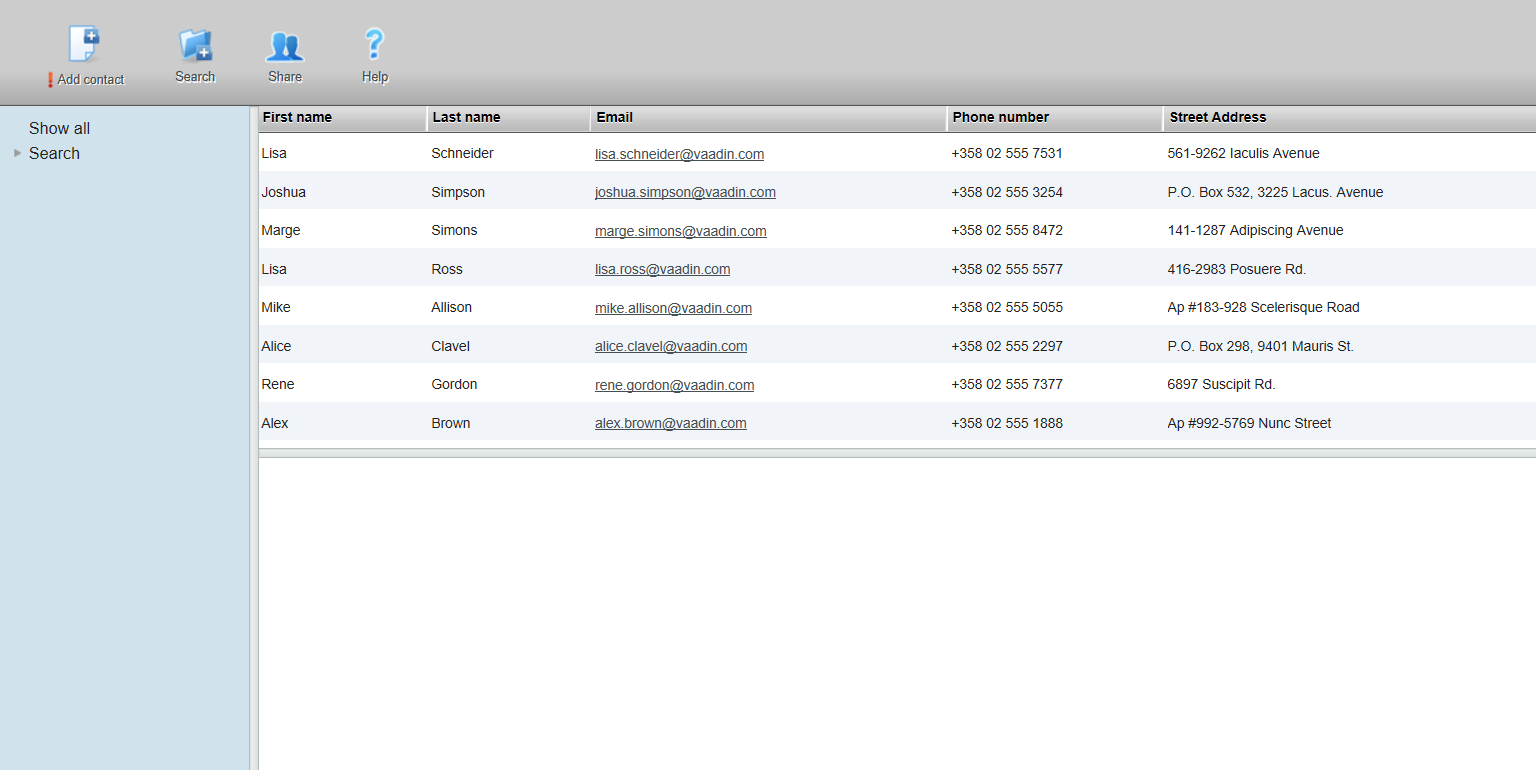 Add contact Search Share Help
Show all
Search
First name Last name Email Phone number Street Address
Lisa Schneider lisa.schneider@vaadin.com +358 02 555 7531 561-9262 Iaculis Avenue
Joshua Simpson joshua.simpson@vaadin.com +358 02 555 3254 P.O. Box 532, 3225 Lacus. Avenue
Marge Simons marge.simons@vaadin.com +358 02 555 8472 141-1287 Adipiscing Avenue
Lisa Ross lisa.ross@vaadin.com +358 02 555 5577 416-2983 Posuere Rd.
Mike Allison mike.allison@vaadin.com +358 02 555 5055 Ap #183-928 Scelerisque Road
Alice Clavel alice.clavel@vaadin.com +358 02 555 2297 P.O. Box 298, 9401 Mauris St.
Rene Gordon rene.gordon@vaadin.com +358 02 555 7377 6897 Suscipit Rd.
Alex Brown alex.brown@vaadin.com +358 02 555 1888 Ap #992-5769 Nunc Street